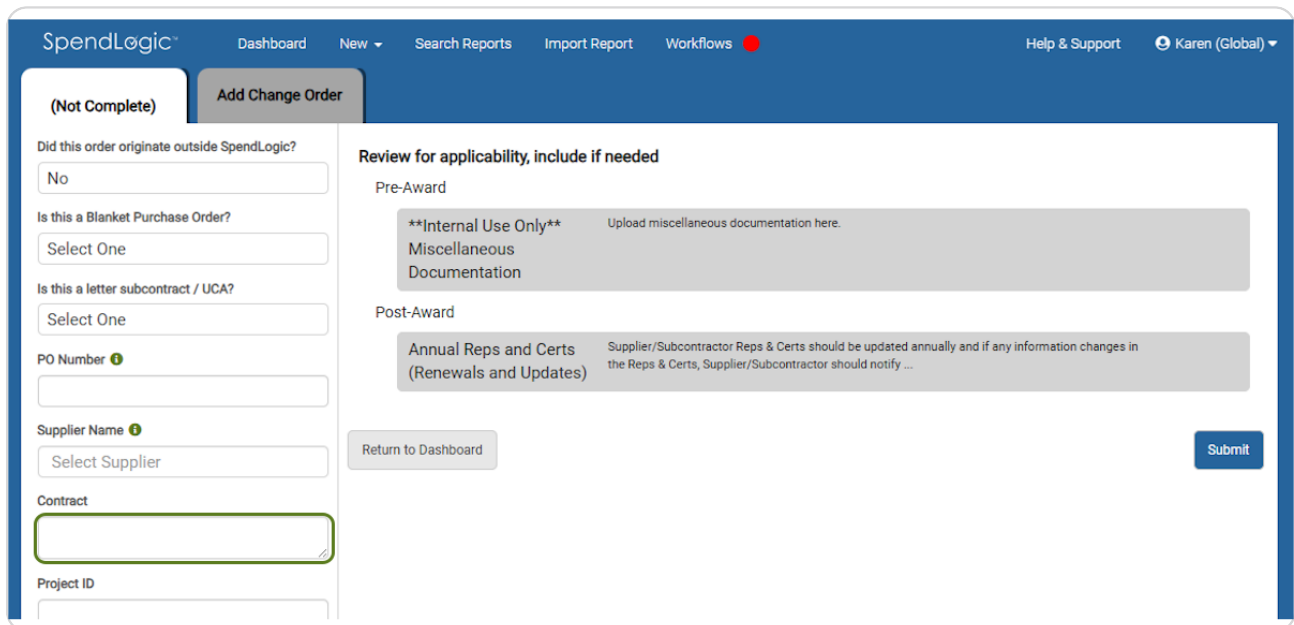 SpendLogic™
Dashboard
New
Search Reports
Import Report
Workflows
Help & Support
Karen (Global)
(Not Complete)
Add Change Order
Did this order originate outside SpendLogic?
No
Is this a Blanket Purchase Order?
Select One
Is this a letter subcontract / UCA?
Select One
PO Number
Supplier Name
Select Supplier
Contract
Project ID
Review for applicability, include if needed
Pre-Award
**Internal Use Only**
Miscellaneous
Documentation
Upload miscellaneous documentation here.
Post-Award
Annual Reps and Certs
(Renewals and Updates)
Supplier/Subcontractor Reps & Certs should be updated annually and if any information changes in
the Reps & Certs, Supplier/Subcontractor should notify ...
Return to Dashboard
Submit